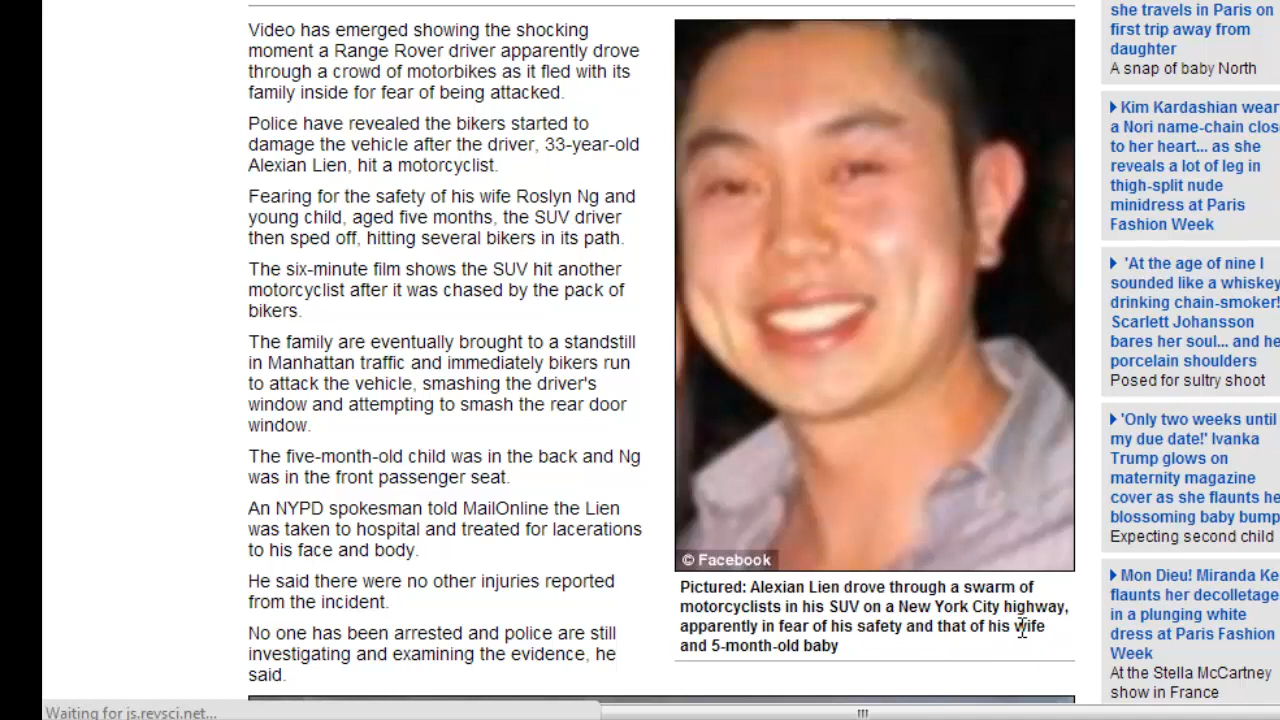 Video has emerged showing the shocking
moment a Range Rover driver apparently drove
through a crowd of motorbikes as it fled with its
family inside for fear of being attacked.
Police have revealed the bikers started to
damage the vehicle after the driver, 33-year-old
Alexian Lien, hit a motorcyclist.
Fearing for the safety of his wife Roslyn Ng and
young child, aged five months, the SUV driver
then sped off, hitting several bikers in its path.
The six-minute film shows the SUV hit another
motorcyclist after it was chased by the pack of
bikers.
The family are eventually brought to a standstill
in Manhattan traffic and immediately bikers run
to attack the vehicle, smashing the driver's
window and attempting to smash the rear door
window.
The five-month-old child was in the back and Ng
was in the front passenger seat.
An NYPD spokesman told MailOnline the Lien
was taken to hospital and treated for lacerations
to his face and body.
He said there were no other injuries reported
from the incident.
No one has been arrested and police are still
investigating and examining the evidence, he
said.
© Facebook
Pictured: Alexian Lien drove through a swarm of
motorcyclists in his SUV on a New York City highway,
apparently in fear of his safety and that of his wife
and 5-month-old baby
she travels in Paris on
first trip away from
daughter
A snap of baby North
Kim Kardashian wear
a Nori name-chain clos
to her heart... as she
reveals a lot of leg in
thigh-split nude
minidress at Paris
Fashion Week
'At the age of nine I
sounded like a whiskey
drinking chain-smoker!
Scarlett Johansson
bares her soul... and he
porcelain shoulders
Posed for sultry shoot
'Only two weeks until
my due date!' Ivanka
Trump glows on
maternity magazine
cover as she flaunts he
blossoming baby bump
Expecting second child
Mon Dieu! Miranda Ke
flaunts her decolletage
in a plunging white
dress at Paris Fashion
Week
At the Stella McCartney
show in France
Waiting for js.revsci.net...